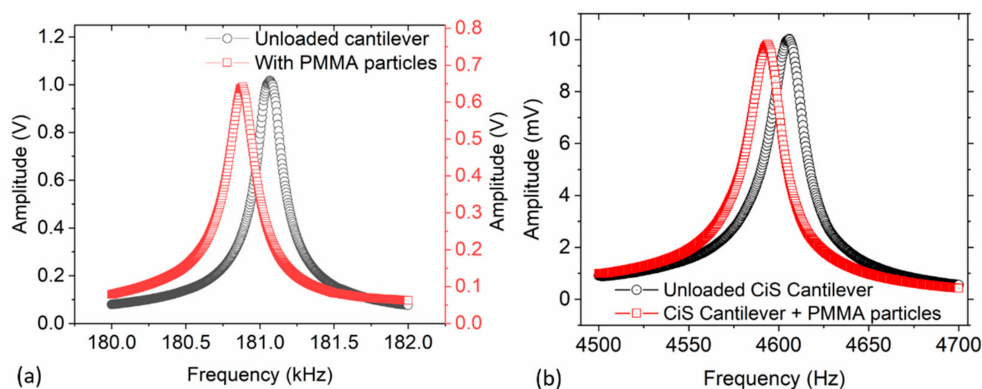 1.2
1.0
0.8
0.6
0.4
0.2
0.0
Amplitude (V)
Unloaded cantilever
With PMMA particles
0.8
0.7
0.6
0.5
0.4
0.3
0.2
0.1
0.0
Amplitude (V)
180.0 180.5 181.0 181.5 182.0
(a) Frequency (kHz)
10
8
6
4
2
0
Amplitude (mV)
Unloaded CiS Cantilever
CiS Cantilever + PMMA particles
4500 4550 4600 4650 4700
(b) Frequency (Hz)